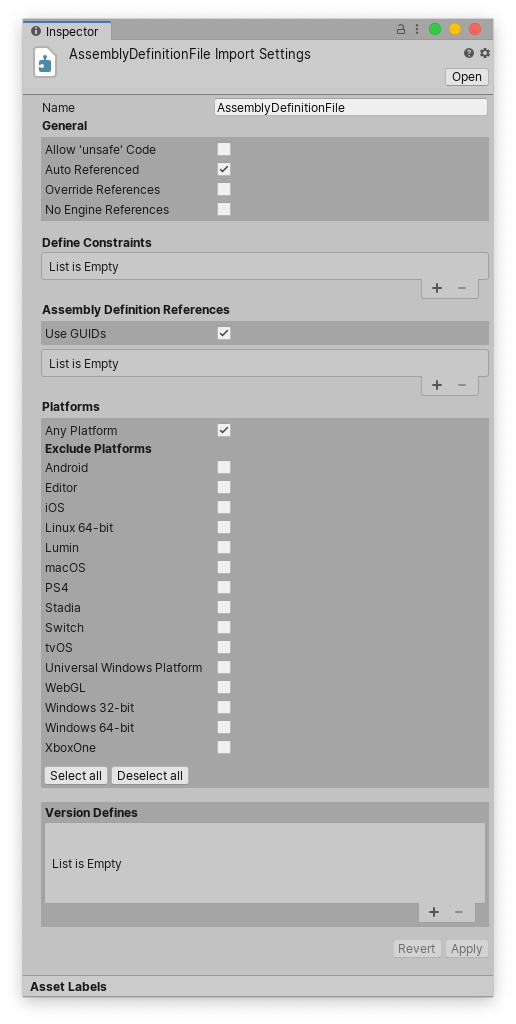 Inspector
AssemblyDefinitionFile Import Settings
Open
Name AssemblyDefinitionFile
General
Allow 'unsafe' Code
Auto Referenced
Override References
No Engine References
Define Constraints
List is Empty
+ −
Assembly Definition References
Use GUIDs
List is Empty
+ −
Platforms
Any Platform
Exclude Platforms
Android
Editor
iOS
Linux 64-bit
Lumin
macOS
PS4
Stadia
Switch
tvOS
Universal Windows Platform
WebGL
Windows 32-bit
Windows 64-bit
XboxOne
Select all Deselect all
Version Defines
List is Empty
+ −
Revert Apply
Asset Labels